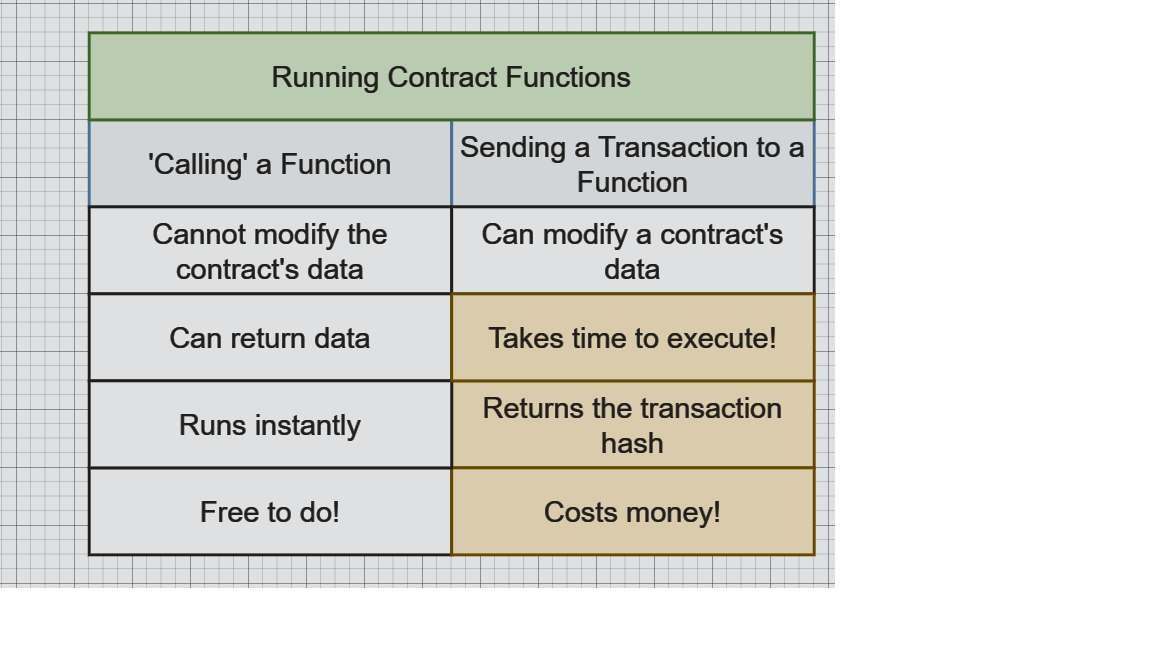 Running Contract Functions
'Calling' a Function
Sending a Transaction to a
Function
Cannot modify the
contract's data
Can modify a contract's
data
Can return data
Takes time to execute!
Runs instantly
Returns the transaction
hash
Free to do!
Costs money!